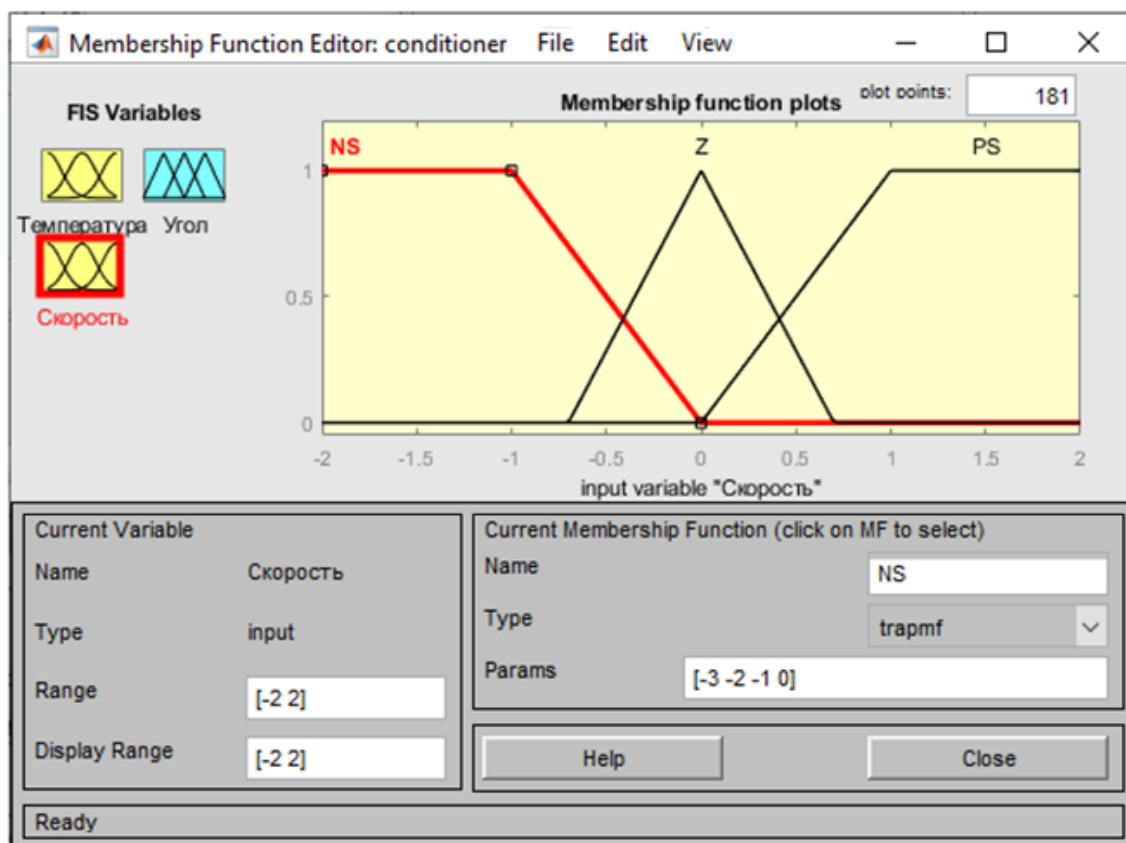 Membership Function Editor: conditioner File Edit View
FIS Variables
Температура Угол
Скорость
Membership function plots plot points: 181
NS Z PS
1
0.5
0
-2 -1.5 -1 -0.5 0 0.5 1 1.5 2
input variable "Скорость"
Current Variable
Name Скорость
Type input
Range [-2 2]
Display Range [-2 2]
Current Membership Function (click on MF to select)
Name NS
Type trapmf
Params [-3 -2 -1 0]
Help Close
Ready